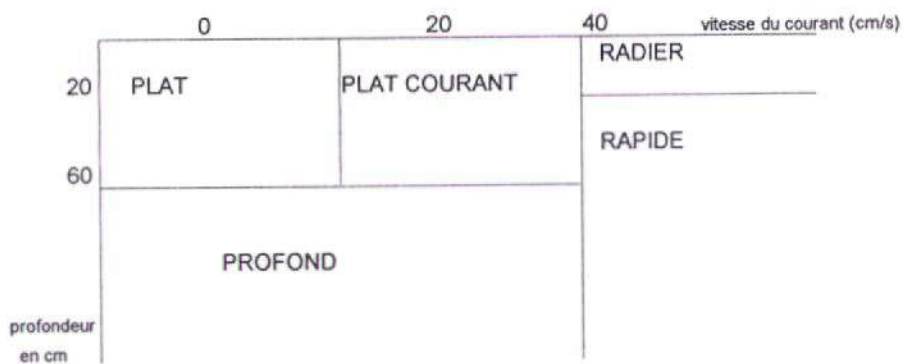 0 20 40 vitesse du courant (cm/s)
RADIER
20 PLAT PLAT COURANT
RAPIDE
60
PROFOND
profondeur
en cm